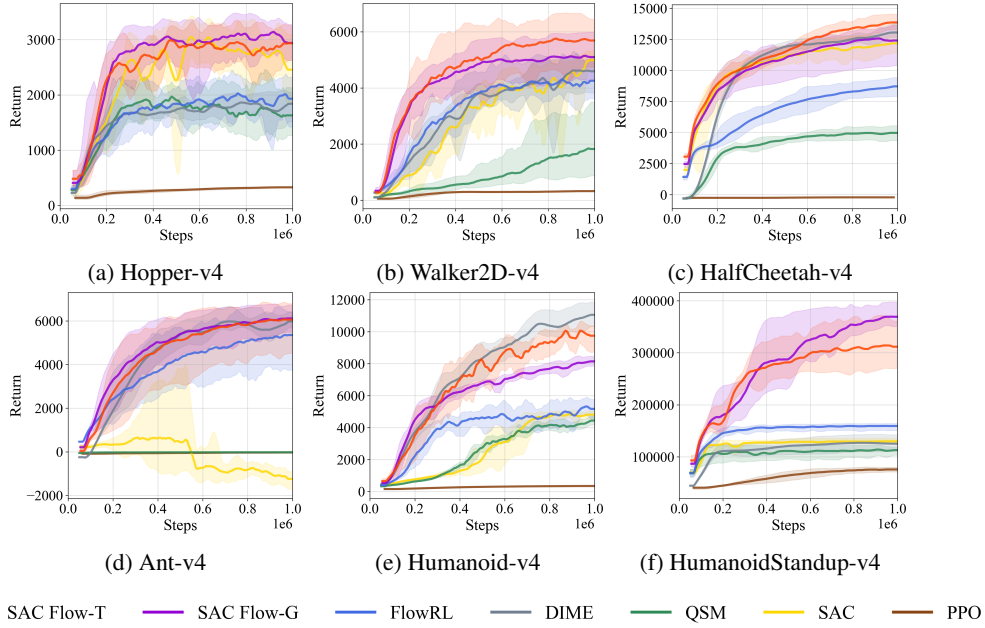 3000
2000
1000
0
Return
0.0 0.2 0.4 0.6 0.8 1.0
Steps
1e6
(a) Hopper-v4
6000
4000
2000
0
Return
0.0 0.2 0.4 0.6 0.8 1.0
Steps
1e6
(b) Walker2D-v4
15000
12500
10000
7500
5000
2500
0
Return
0.0 0.2 0.4 0.6 0.8 1.0
Steps
1e6
(c) HalfCheetah-v4
6000
4000
2000
0
−2000
Return
0.0 0.2 0.4 0.6 0.8 1.0
Steps
1e6
(d) Ant-v4
12000
10000
8000
6000
4000
2000
0
Return
0.0 0.2 0.4 0.6 0.8 1.0
Steps
1e6
(e) Humanoid-v4
400000
300000
200000
100000
Return
0.0 0.2 0.4 0.6 0.8 1.0
Steps
1e6
(f) HumanoidStandup-v4
SAC Flow-T SAC Flow-G FlowRL DIME QSM SAC PPO